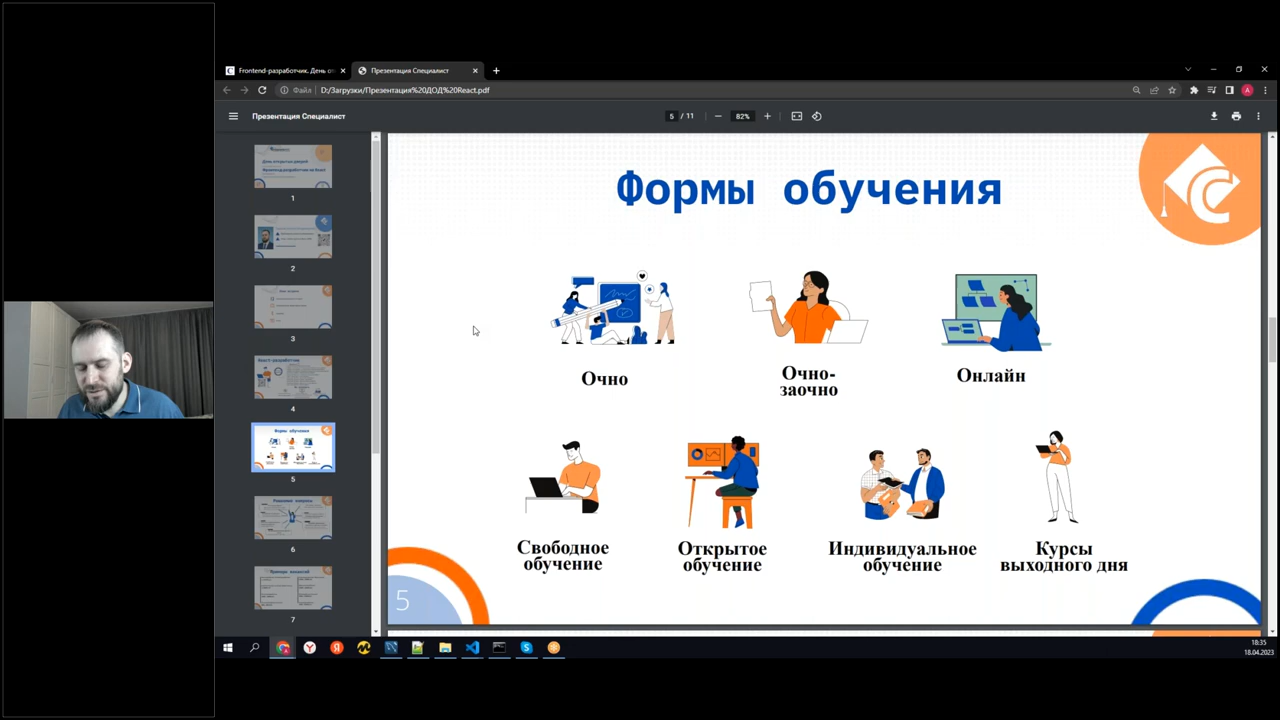 Frontend-разработчик. День от
Презентация Специалист
Файл
D:/Загрузки/Презентация%20ДОД%20React.pdf
Презентация Специалист
5 / 11
82%
1
2
3
4
5
6
7
Формы обучения
Очно
Очно-
заочно
Онлайн
Свободное
обучение
Открытое
обучение
Индивидуальное
обучение
Курсы
выходного дня
5
18:35
18.04.2023